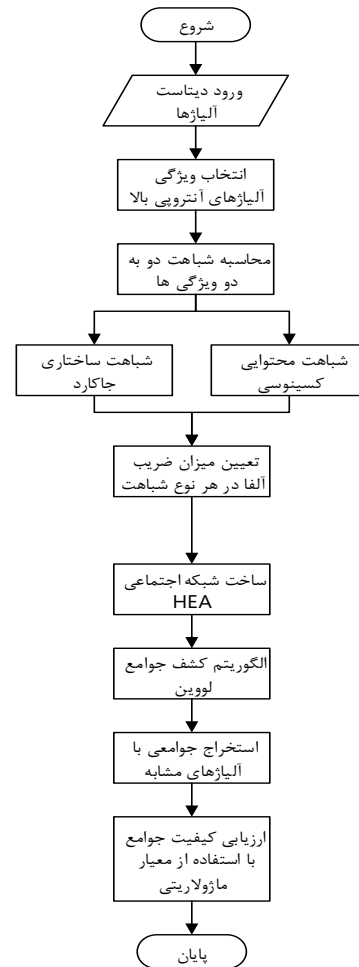 شروع
ورود دیتاست
آلیاژها
انتخاب ویژگی
آلیاژهای آنتروپی بالا
محاسبه شباهت دو به
دو ویژگی ها
شباهت محتوایی
کسینوسی
شباهت ساختاری
جاکارد
تعیین میزان ضریب
آلفا در هر نوع شباهت
ساخت شبکه اجتماعی
HEA
الگوریتم کشف جوامع
لووین
استخراج جوامعی با
آلیاژهای مشابه
ارزیابی کیفیت جوامع
با استفاده از معیار
ماژولاریتی
پایان